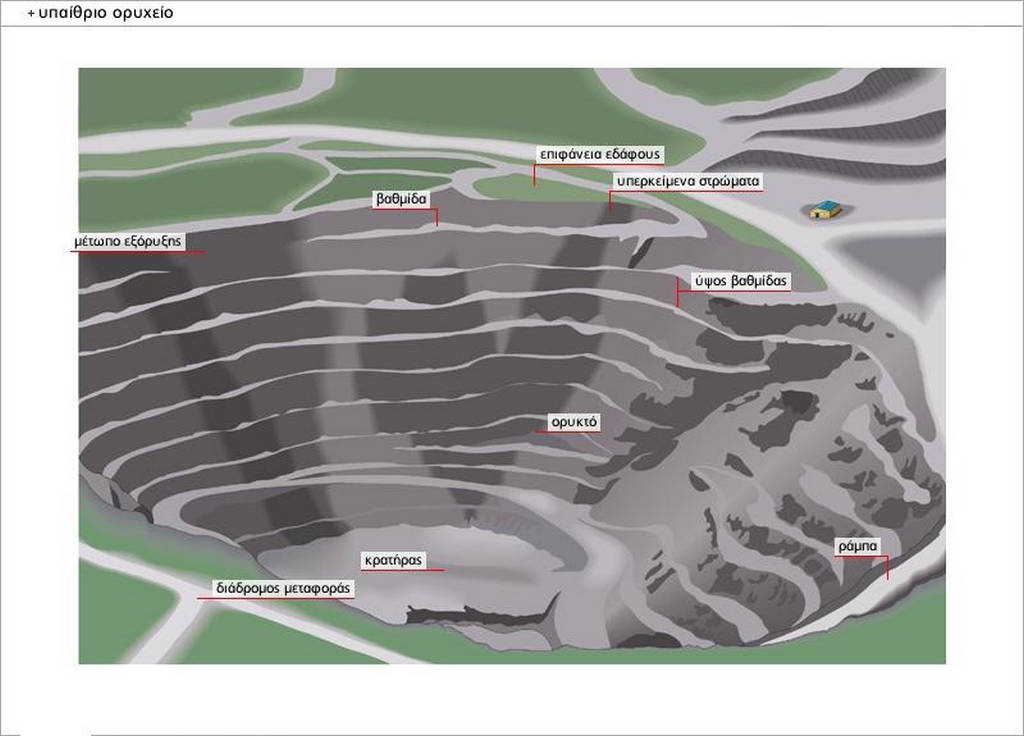 + υπαίθριο ορυχείο
επιφάνεια εδάφους
υπερκείμενα στρώματα
βαθμίδα
μέτωπο εξόρυξης
ύψος βαθμίδας
ορυκτό
ράμπα
κρατήρας
διάδρομος μεταφοράς